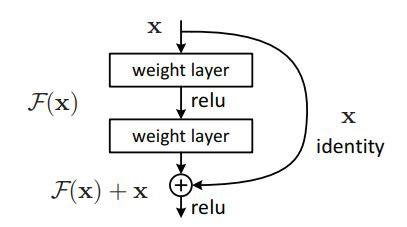 x
weight layer
relu
F(x)
x
weight layer
identity
F(x) + x
+
relu